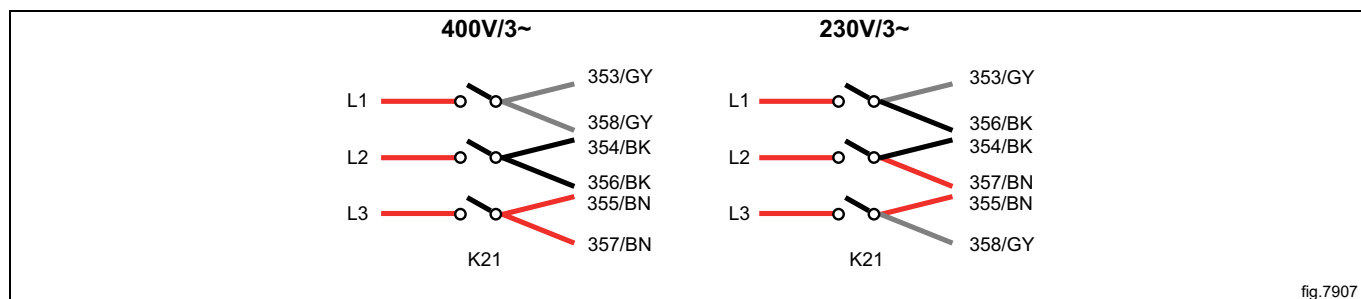 400V/3~
353/GY
L1
358/GY
354/BK
L2
356/BK
355/BN
L3
357/BN
K21
230V/3~
353/GY
L1
356/BK
354/BK
L2
357/BN
355/BN
L3
358/GY
K21
fig.7907